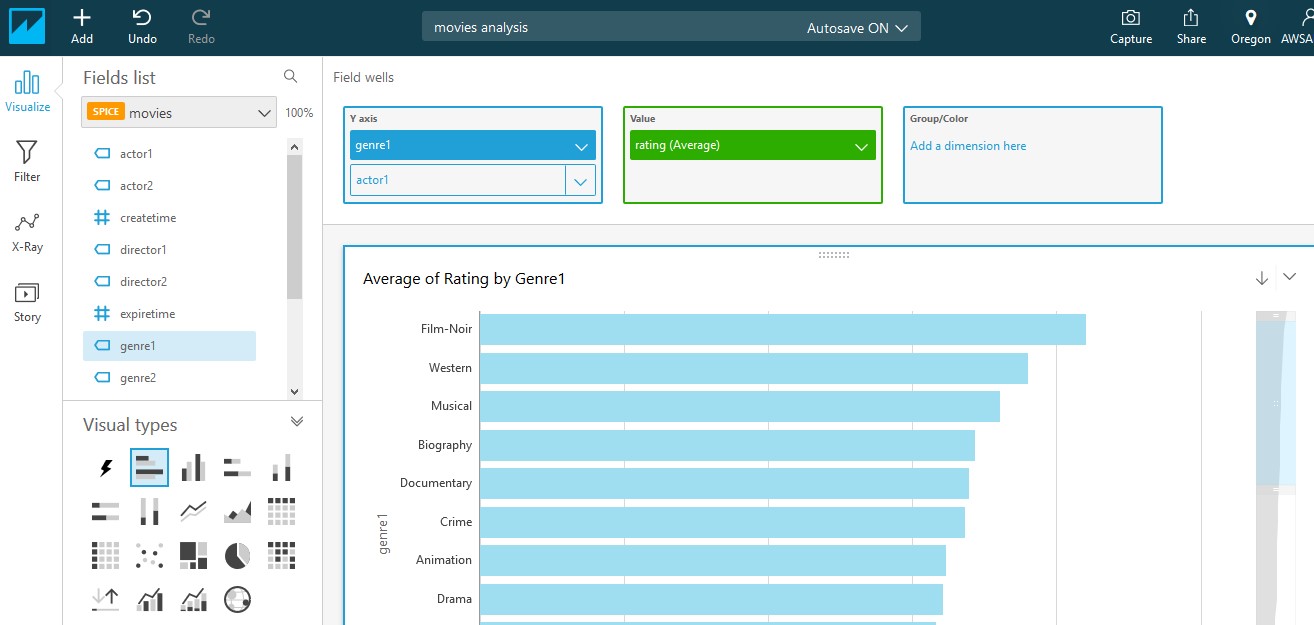 Add
Undo
Redo
movies analysis
Autosave ON
Capture
Share
Oregon
AWSA
Visualize
Filter
X-Ray
Story
Fields list
SPICE
movies
100%
actor1
actor2
createtime
director1
director2
expiretime
genre1
genre2
Visual types
Field wells
Y axis
genre1
actor1
Value
rating (Average)
Group/Color
Add a dimension here
Average of Rating by Genre1
genre1
Film-Noir
Western
Musical
Biography
Documentary
Crime
Animation
Drama